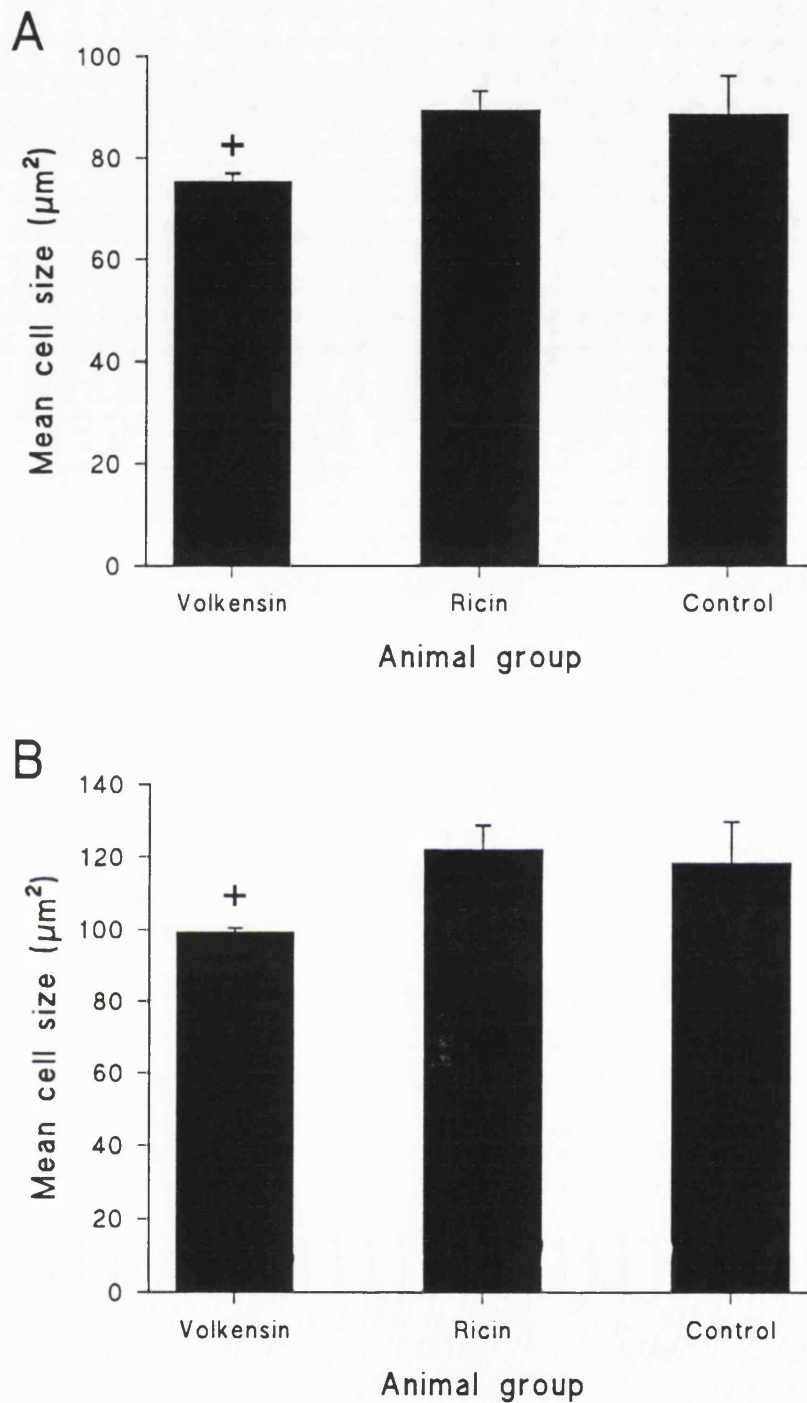 A
100
80
60
40
20
0
Mean cell size (µm²)
+
Volkensin Ricin Control
Animal group
B
140
120
100
80
60
40
20
0
Mean cell size (µm²)
+
Volkensin Ricin Control
Animal group